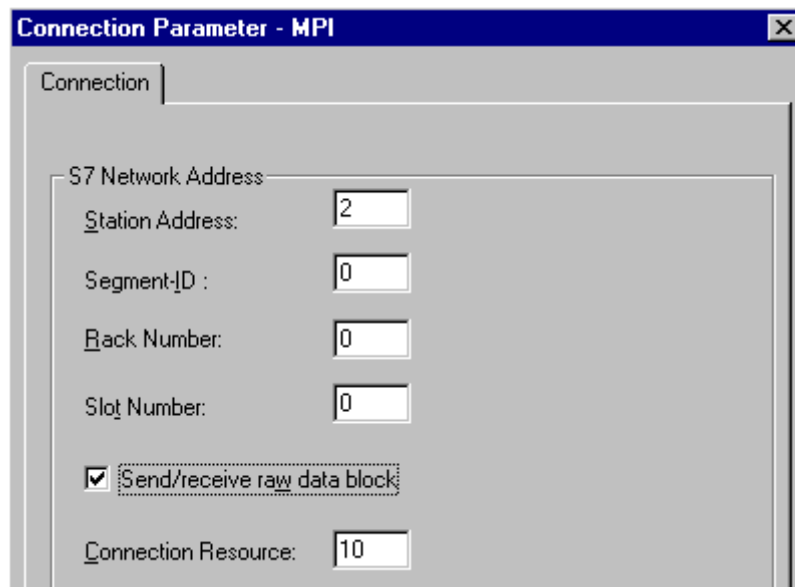 Connection Parameter - MPI
Connection
S7 Network Address
Station Address: 2
Segment-ID : 0
Rack Number: 0
Slot Number: 0
Send/receive raw data block
Connection Resource: 10